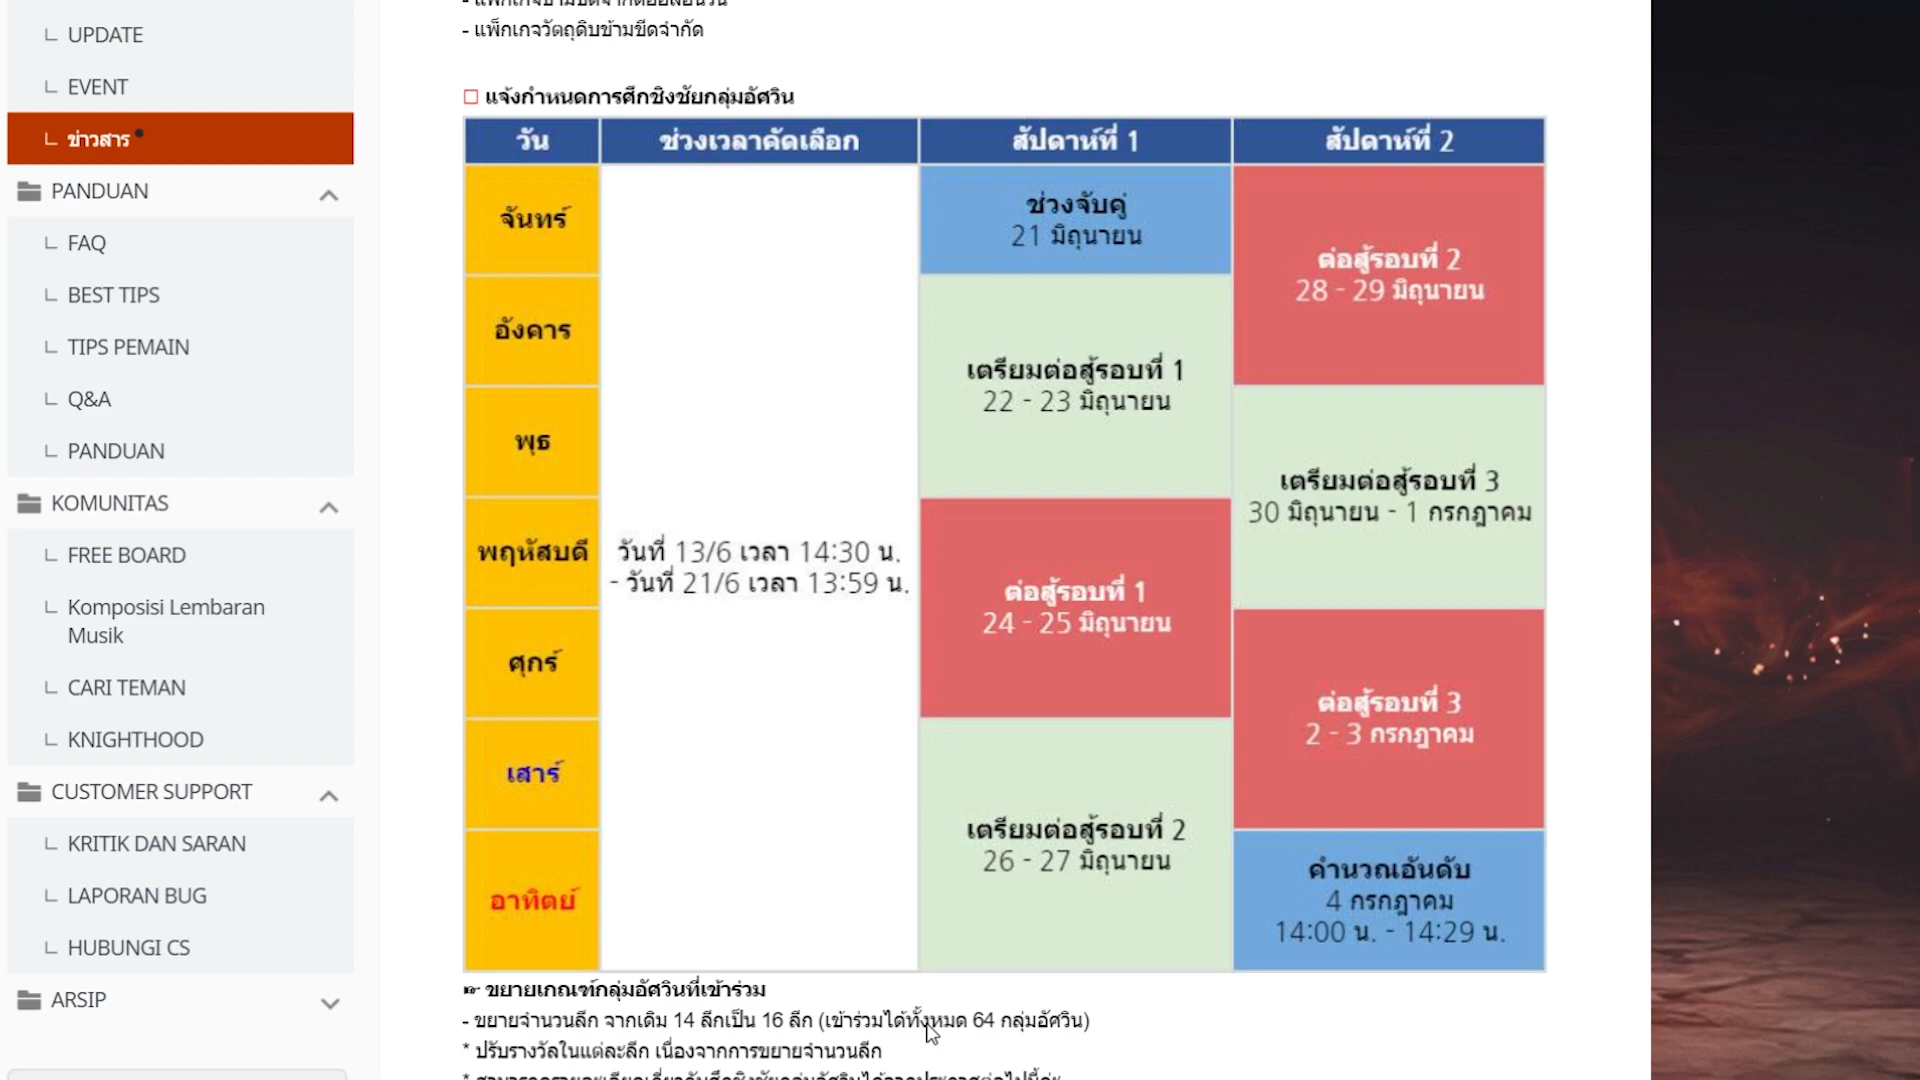 UPDATE
EVENT
ข่าวสาร
PANDUAN
FAQ
BEST TIPS
TIPS PEMAIN
Q&A
PANDUAN
KOMUNITAS
FREE BOARD
Komposisi Lembaran
Musik
CARI TEMAN
KNIGHTHOOD
CUSTOMER SUPPORT
KRITIK DAN SARAN
LAPORAN BUG
HUBUNGI CS
ARSIP
- แพ็กเกจวัตถุดิบข้ามขีดจำกัด
แจ้งกำหนดการศึกชิงชัยกลุ่มอัศวิน
วัน ช่วงเวลาคัดเลือก สัปดาห์ที่ 1 สัปดาห์ที่ 2
จันทร์
อังคาร
พุธ
พฤหัสบดี
ศุกร์
เสาร์
อาทิตย์
วันที่ 13/6 เวลา 14:30 น.
- วันที่ 21/6 เวลา 13:59 น.
ช่วงจับคู่
21 มิถุนายน
เตรียมต่อสู้รอบที่ 1
22 - 23 มิถุนายน
ต่อสู้รอบที่ 1
24 - 25 มิถุนายน
เตรียมต่อสู้รอบที่ 2
26 - 27 มิถุนายน
ต่อสู้รอบที่ 2
28 - 29 มิถุนายน
เตรียมต่อสู้รอบที่ 3
30 มิถุนายน - 1 กรกฎาคม
ต่อสู้รอบที่ 3
2 - 3 กรกฎาคม
คำนวณอันดับ
4 กรกฎาคม
14:00 น. - 14:29 น.
☞ ขยายเกณฑ์กลุ่มอัศวินที่เข้าร่วม
- ขยายจำนวนลีก จากเดิม 14 ลีกเป็น 16 ลีก (เข้าร่วมได้ทั้งหมด 64 กลุ่มอัศวิน)
* ปรับรางวัลในแต่ละลีก เนื่องจากการขยายจำนวนลีก